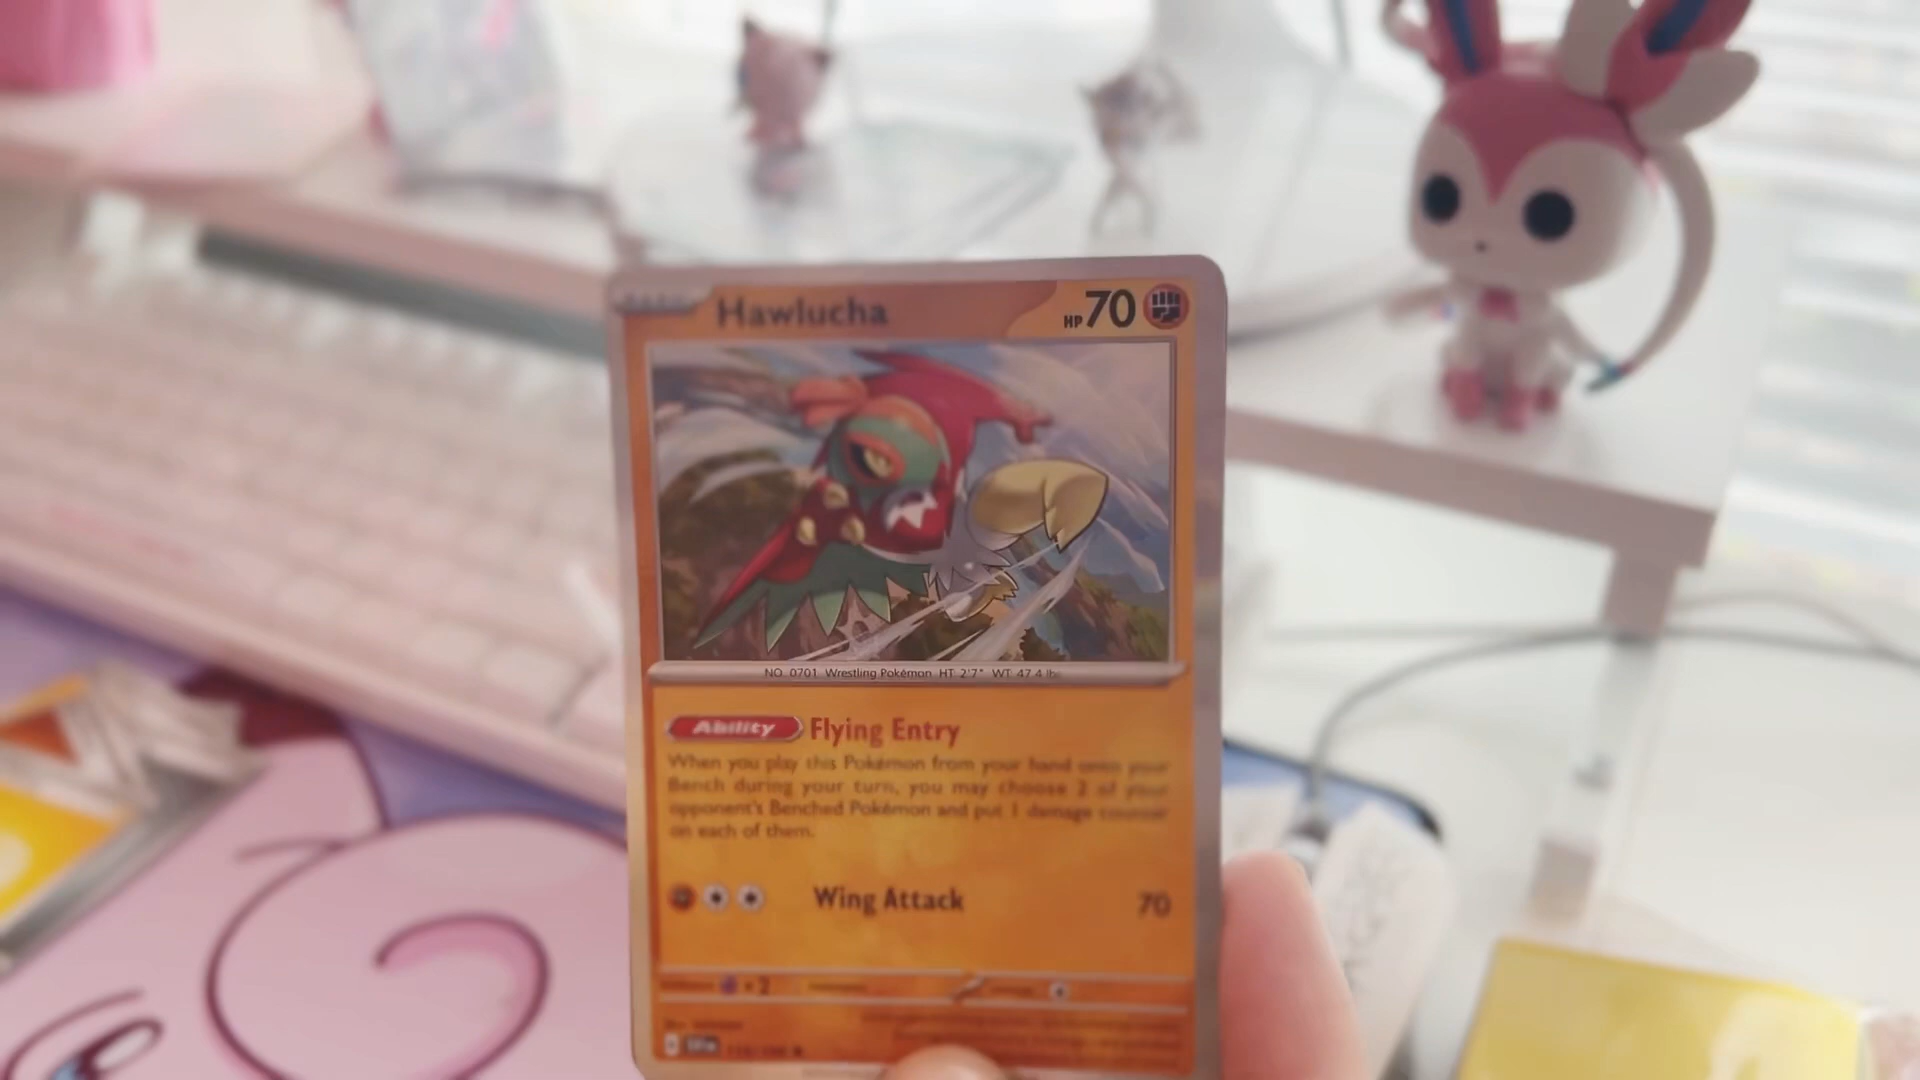 Hawlucha HP 70
NO. 0701 Wrestling Pokémon HT: 2'7" WT: 47.4 lbs
Ability Flying Entry
When you play this Pokémon from your hand onto your
Bench during your turn, you may choose 2 of your
opponent's Benched Pokémon and put 1 damage counter
on each of them.
Wing Attack 70
×2